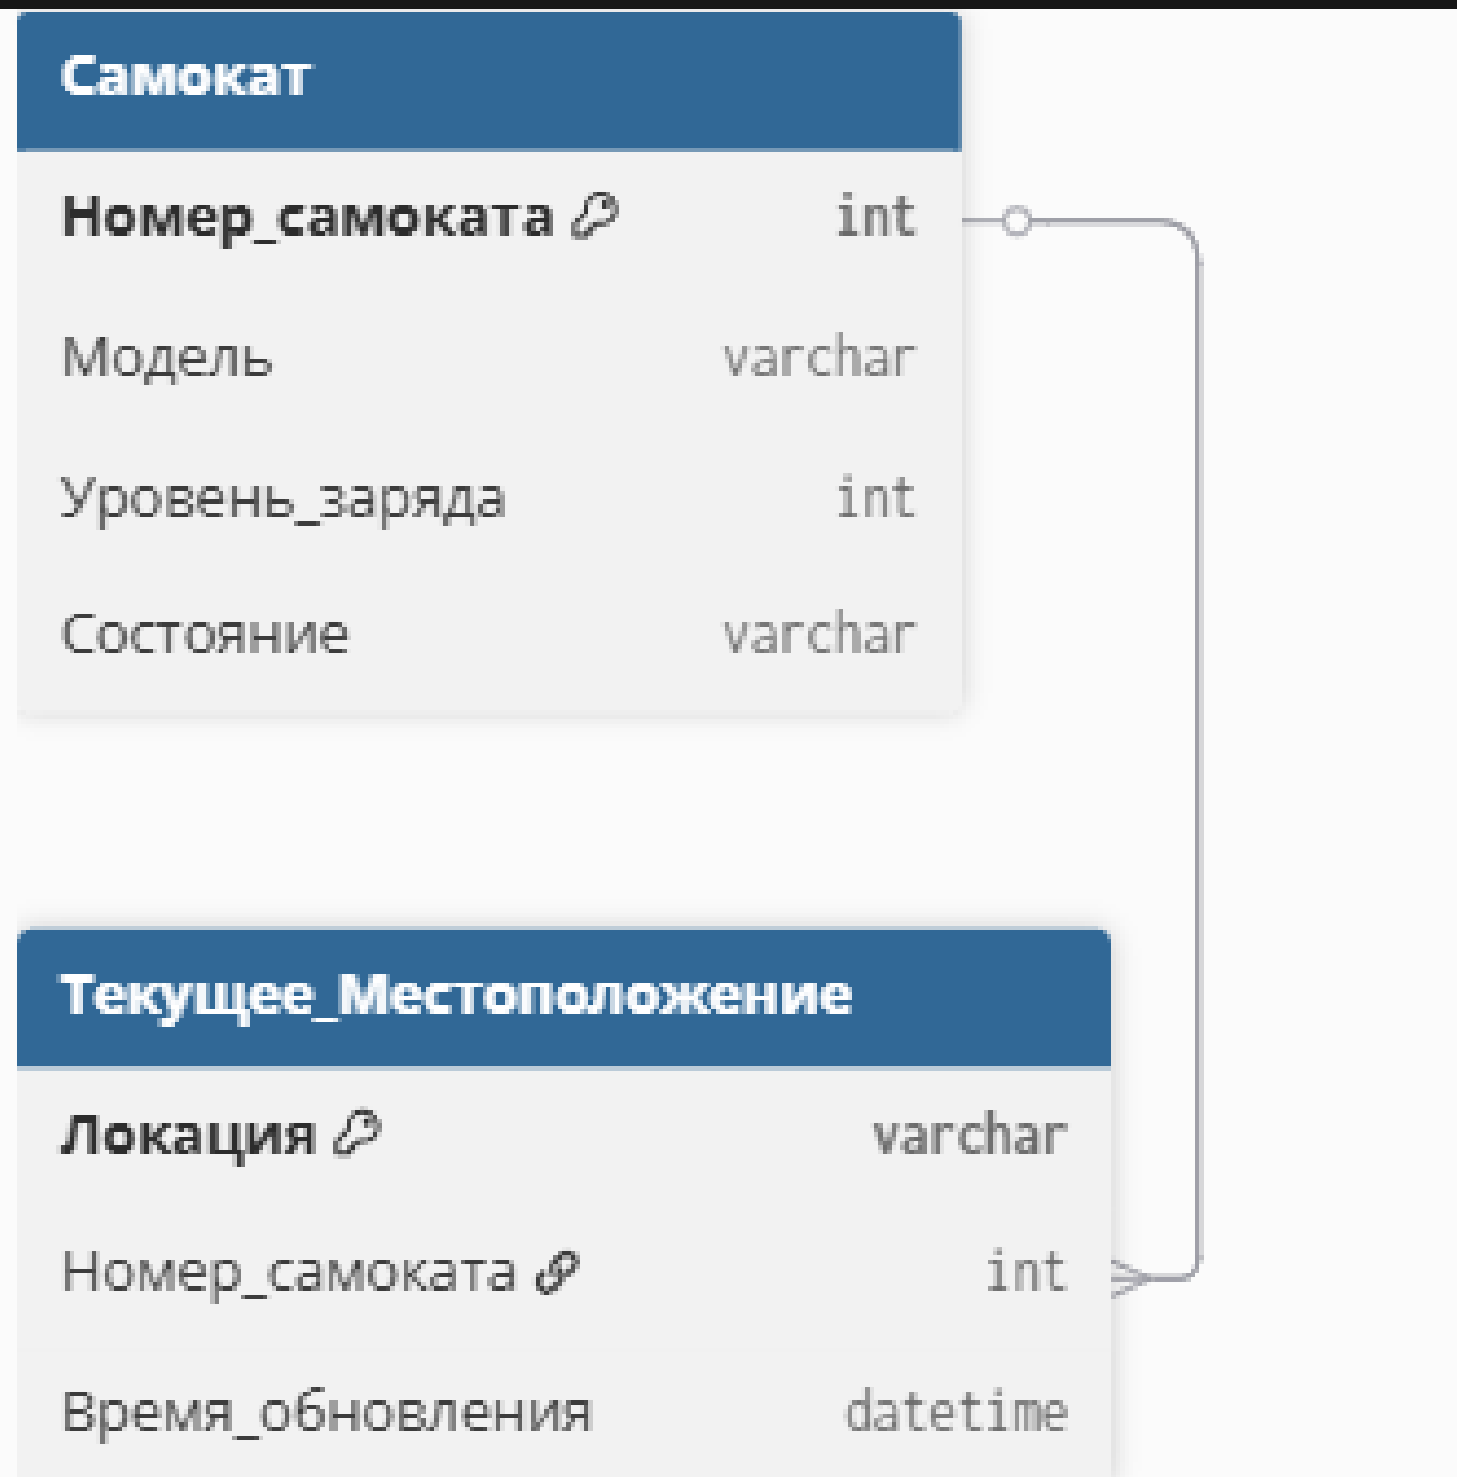 Самокат
Номер_самоката int
Модель varchar
Уровень_заряда int
Состояние varchar
Текущее_Местоположение
Локация varchar
Номер_самоката int
Время_обновления datetime